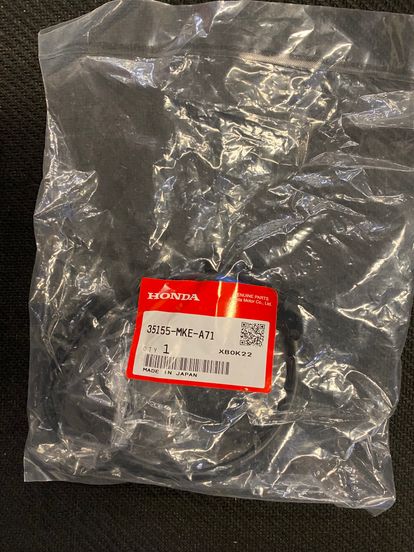 HONDA
GENUINE PARTS
Honda Motor Co., Ltd.
35155-MKE-A71
QTY 1
XB0K22
MADE IN JAPAN